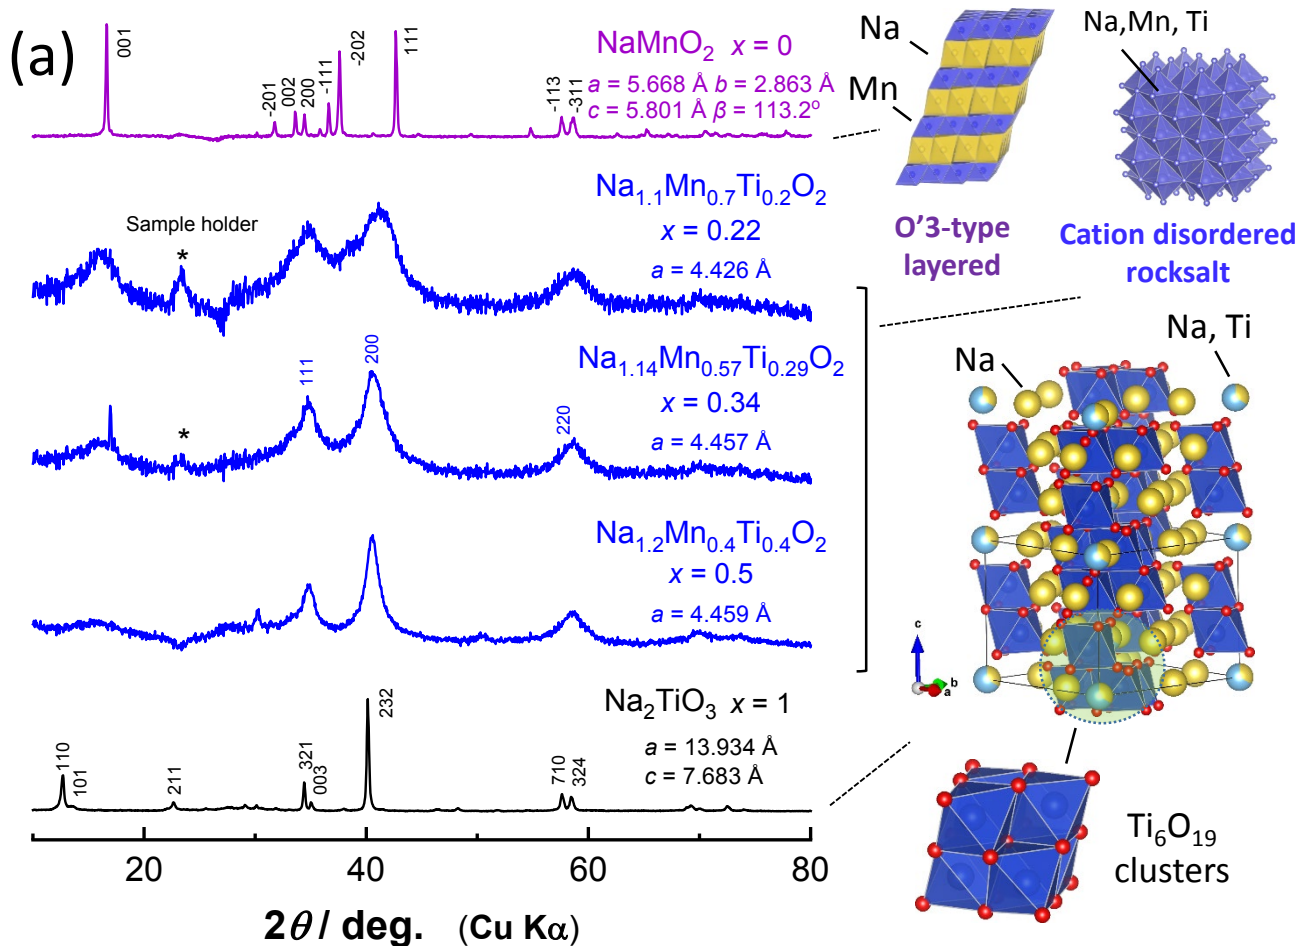 (a)
NaMnO₂ x = 0
a = 5.668 Å b = 2.863 Å
c = 5.801 Å β = 113.2°
001
-201
002
200
-111
-202
111
-113
-311
Na
Mn
O'3-type
layered
Na,Mn, Ti
Cation disordered
rocksalt
Na₁.₁Mn₀.₇Ti₀.₂O₂
x = 0.22
a = 4.426 Å
Sample holder
*
Na₁.₁₄Mn₀.₅₇Ti₀.₂₉O₂
x = 0.34
a = 4.457 Å
*
111
200
220
Na₁.₂Mn₀.₄Ti₀.₄O₂
x = 0.5
a = 4.459 Å
Na
Na, Ti
c
b
a
Na₂TiO₃ x = 1
a = 13.934 Å
c = 7.683 Å
110
101
211
321
003
232
710
324
Ti₆O₁₉
clusters
20
40
60
80
2θ / deg. (Cu Kα)